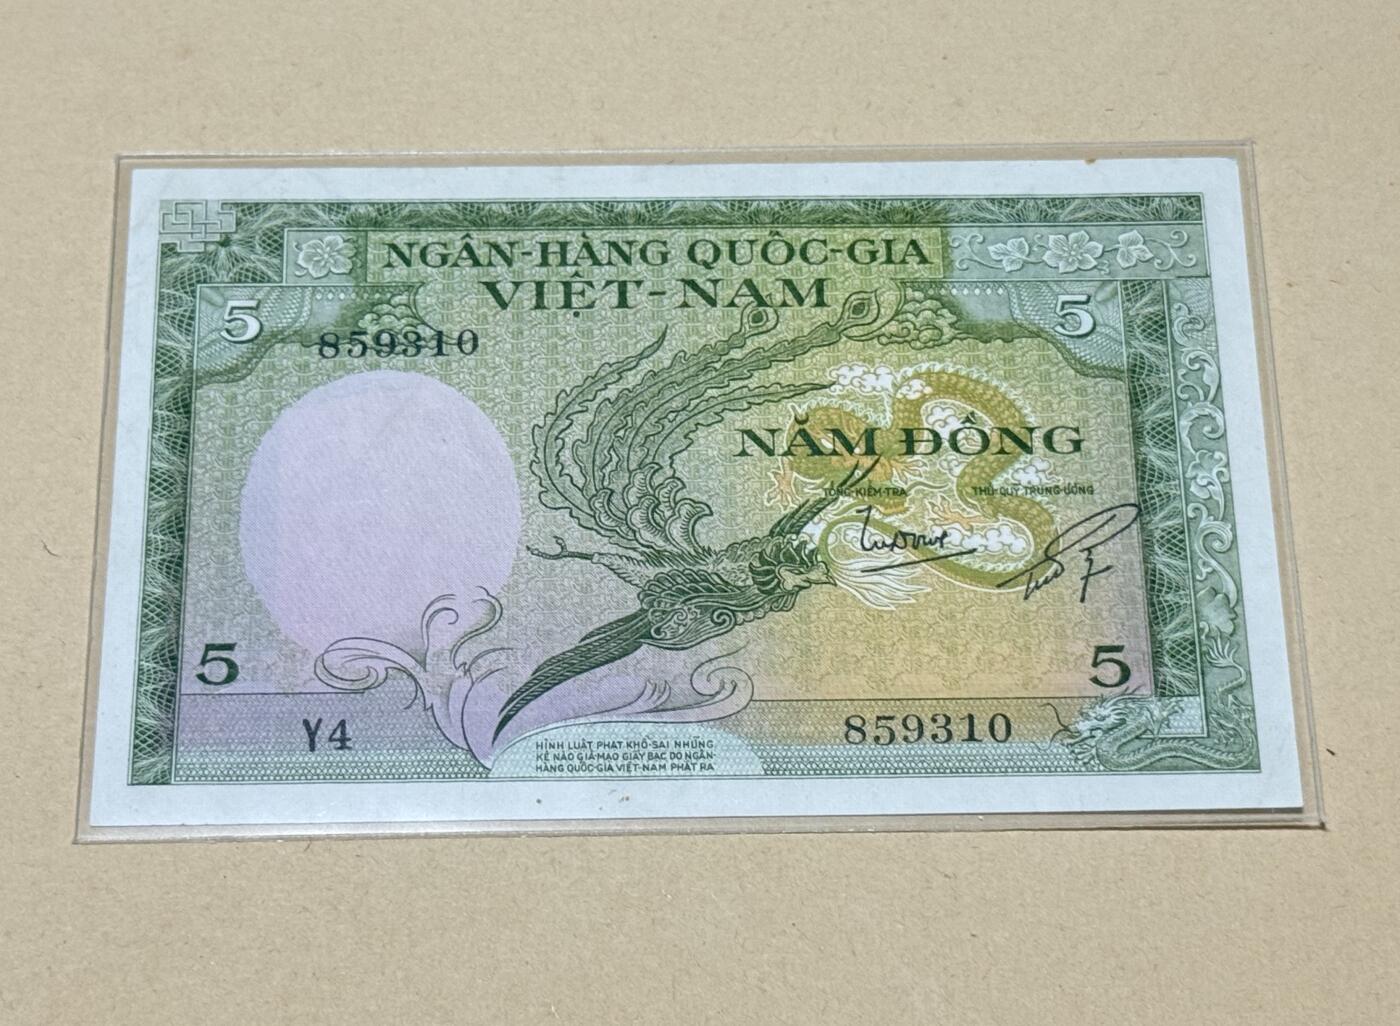 NGÂN-HÀNG QUỐC-GIA
VIỆT-NAM
5
5
859310
NĂM ĐỒNG
TỔNG-KIỂM-TRA
THỦ-QUỸ TRUNG-ƯƠNG
5
5
Y4
859310
HÌNH LUẬT PHẠT KHỔ-SAI NHỮNG
KẺ NÀO GIẢ-MẠO GIẤY BẠC DO NGÂN
HÀNG QUỐC-GIA VIỆT-NAM PHÁT RA